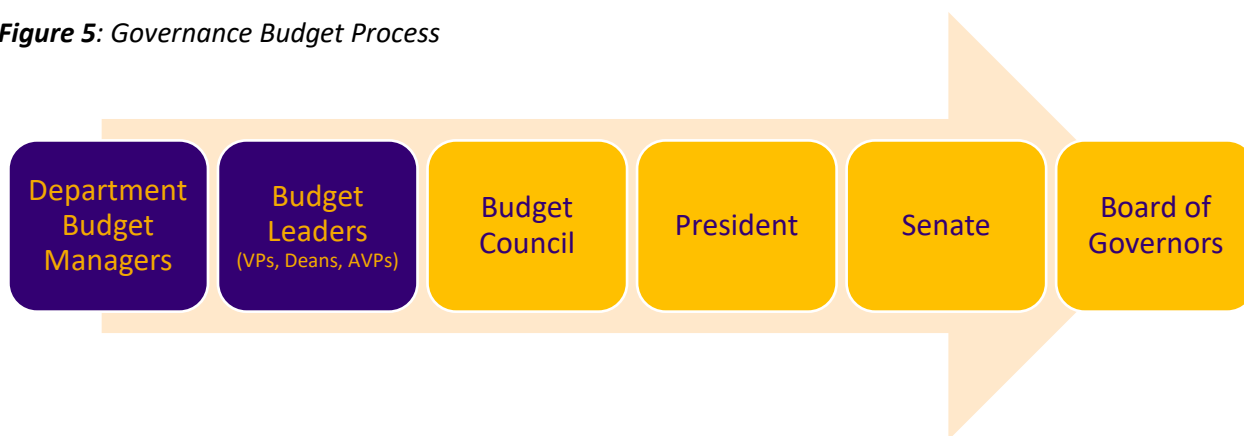 Figure 5: Governance Budget Process
Department
Budget
Managers
Budget
Leaders
(VPs, Deans, AVPs)
Budget
Council
President
Senate
Board of
Governors